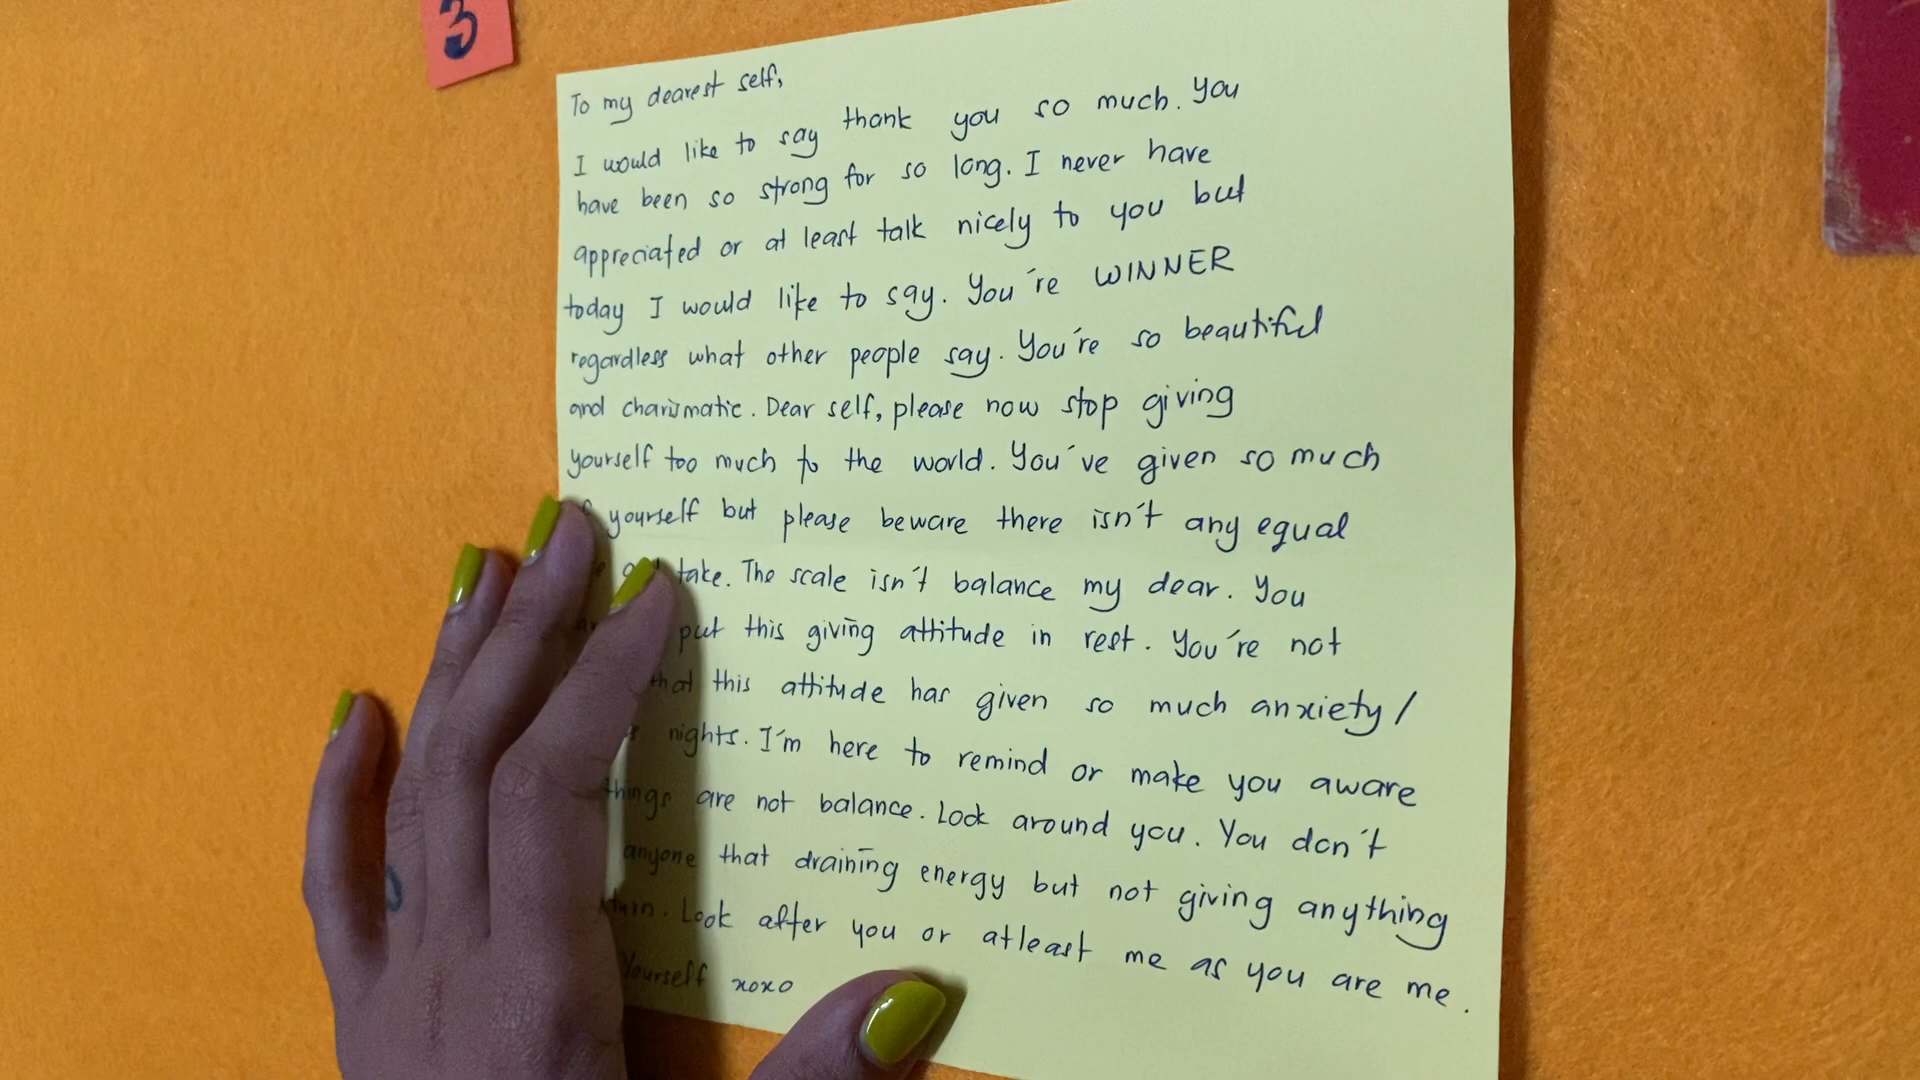 3
To my dearest self,
I would like to say thank you so much. You
have been so strong for so long. I never have
appreciated or at least talk nicely to you but
today I would like to say. You're WINNER
regardless what other people say. You're so beautiful
and charismatic. Dear self, please now stop giving
yourself too much to the world. You've given so much
yourself but please beware there isn't any equal
take. The scale isn't balance my dear. You
put this giving attitude in rest. You're not
that this attitude has given so much anxiety/
nights. I'm here to remind or make you aware
things are not balance. Look around you. You don't
anyone that draining energy but not giving anything
Look after you or atleast me as you are me.
Yourself xoxo